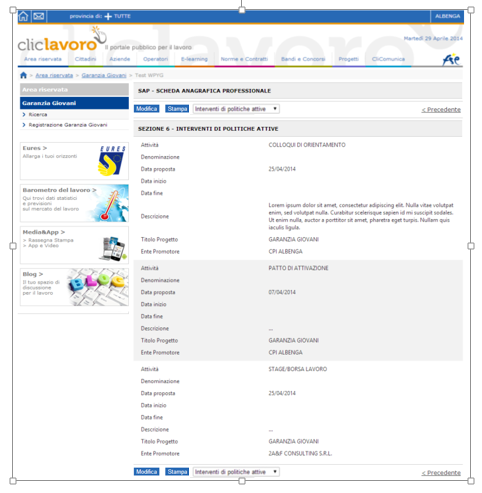 provincia di: TUTTE
ALBENGA
cliclavoro
Il portale pubblico per il lavoro
Martedì 29 Aprile 2014
Area riservata Cittadini Aziende Operatori E-learning Norme e Contratti Bandi e Concorsi Progetti CliComunica
> Area riservata > Garanzia Giovani > Test WPYG
Area riservata
Garanzia Giovani
> Ricerca
> Registrazione Garanzia Giovani
Eures >
Allarga i tuoi orizzonti
EURES
Barometro del lavoro >
Qui trovi dati statistici
e previsioni
sul mercato del lavoro
Media&App >
> Rassegna Stampa
> App e Video
Blog >
Il tuo spazio di
discussione
per il lavoro
BLOG
SAP - SCHEDA ANAGRAFICA PROFESSIONALE
Modifica Stampa Interventi di politiche attive
< Precedente
SEZIONE 6 - INTERVENTI DI POLITICHE ATTIVE
Attività COLLOQUI DI ORIENTAMENTO
Denominazione
Data proposta 25/04/2014
Data inizio
Data fine
Descrizione
Lorem ipsum dolor sit amet, consectetur adipiscing elit. Nulla vitae volutpat
enim, sed volutpat nulla. Curabitur scelerisque sapien id mi suscipit sodales.
Ut enim nulla, auctor a porttitor sit amet, pharetra eget turpis. Nullam quis
iaculis ligula.
Titolo Progetto GARANZIA GIOVANI
Ente Promotore CPI ALBENGA
Attività PATTO DI ATTIVAZIONE
Denominazione
Data proposta 07/04/2014
Data inizio
Data fine
Descrizione ...
Titolo Progetto GARANZIA GIOVANI
Ente Promotore CPI ALBENGA
Attività STAGE/BORSA LAVORO
Denominazione
Data proposta 25/04/2014
Data inizio
Data fine
Descrizione ...
Titolo Progetto GARANZIA GIOVANI
Ente Promotore 2A&F CONSULTING S.R.L.
Modifica Stampa Interventi di politiche attive
< Precedente